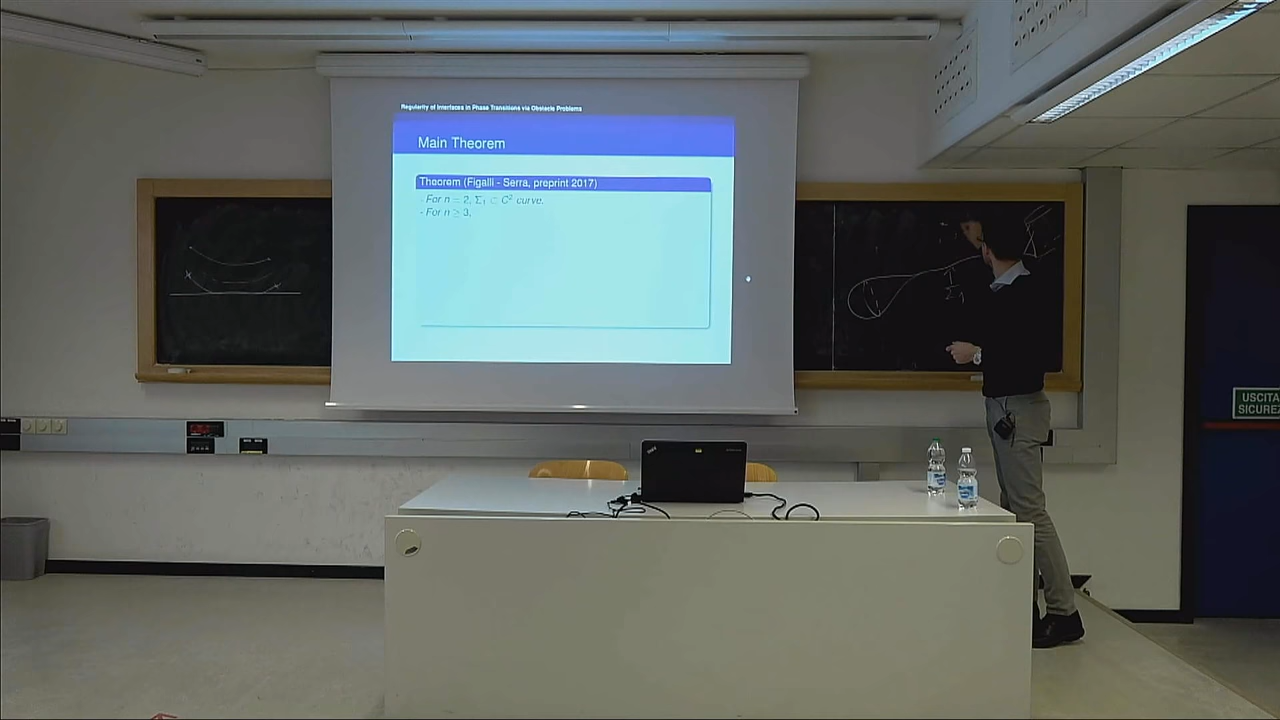 Regularity of Interfaces in Phase Transitions via Obstacle Problems
Main Theorem
Theorem (Figalli - Serra, preprint 2017)
- For n = 2, Σ₁ ⊂ C² curve.
- For n ≥ 3,
Σ₁
USCITA
SICUREZ